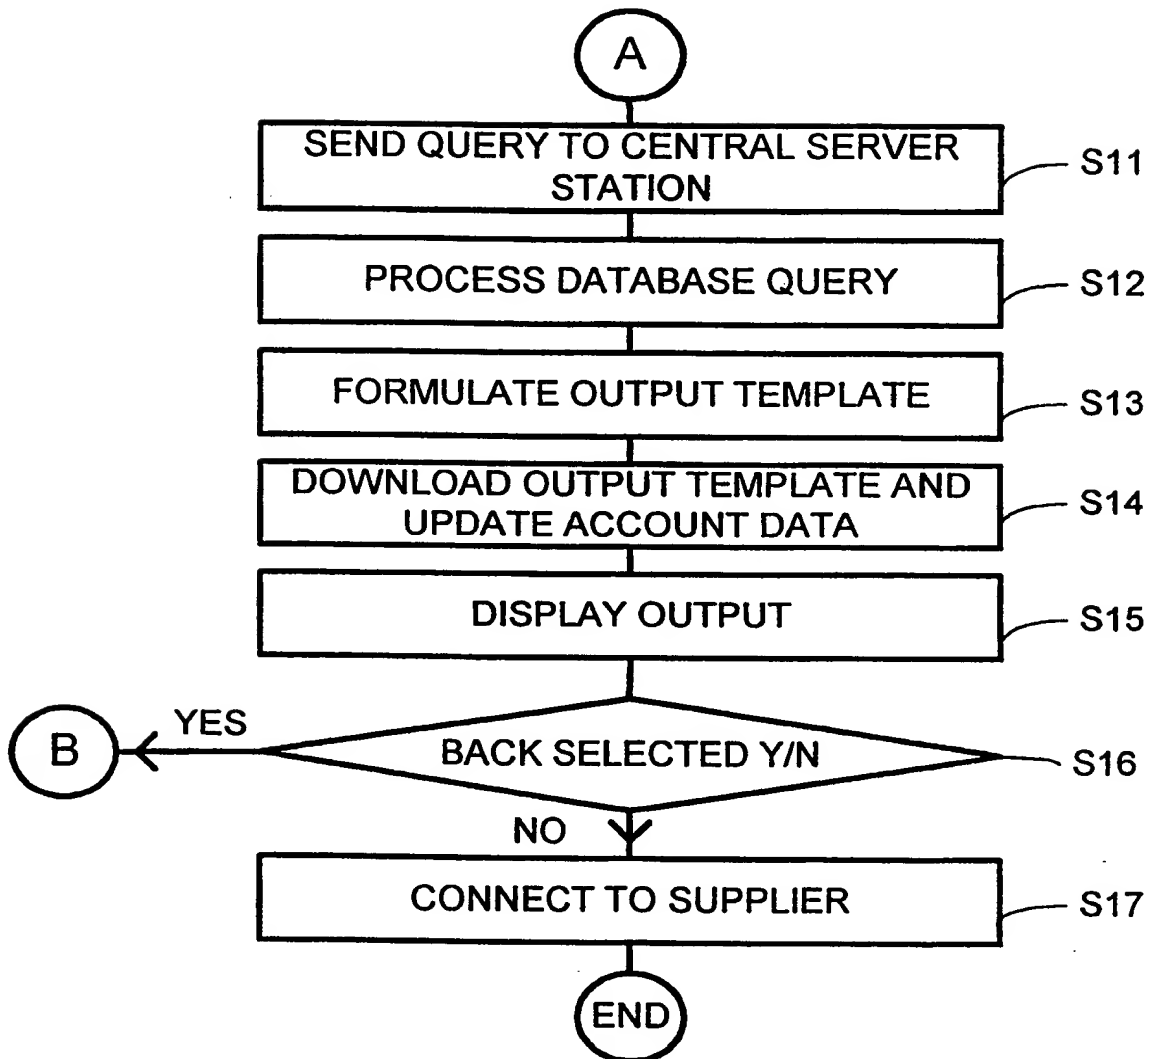 A
SEND QUERY TO CENTRAL SERVER
STATION
S11
PROCESS DATABASE QUERY
S12
FORMULATE OUTPUT TEMPLATE
S13
DOWNLOAD OUTPUT TEMPLATE AND
UPDATE ACCOUNT DATA
S14
DISPLAY OUTPUT
S15
YES
B
BACK SELECTED Y/N
S16
NO
CONNECT TO SUPPLIER
S17
END